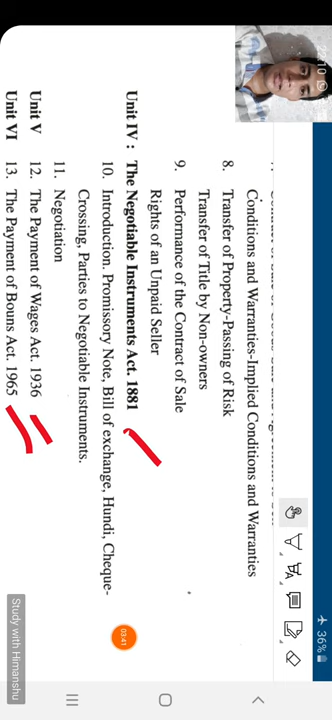 22:10
36%
Conditions and Warranties-Implied Conditions and Warranties
8. Transfer of Property-Passing of Risk
Transfer of Title by Non-owners
9. Performance of the Contract of Sale
Rights of an Unpaid Seller
Unit IV : The Negotiable Instruments Act. 1881
10. Introduction. Promissory Note, Bill of exchange, Hundi, Cheque-
Crossing, Parties to Negotiable Instruments.
11. Negotiation
Unit V 12. The Payment of Wages Act. 1936
Unit VI 13. The Payment of Bouns Act. 1965
03:41
Study with Himanshu